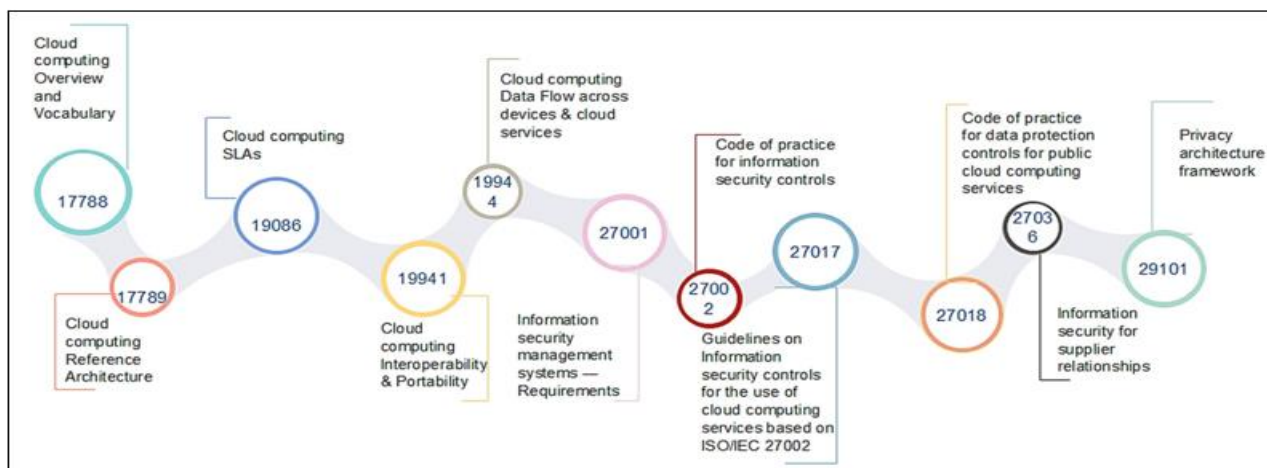 Cloud
computing
Overview
and
Vocabulary
17788
17789
Cloud
computing
Reference
Architecture
Cloud computing
SLAs
19086
19941
Cloud
computing
Interoperability
& Portability
Cloud computing
Data Flow across
devices & cloud
services
1994
4
27001
Information
security
management
systems —
Requirements
Code of practice
for information
security controls
2700
2
27017
Guidelines on
Information
security controls
for the use of
cloud computing
services based on
ISO/IEC 27002
Code of practice
for data protection
controls for public
cloud computing
services
27018
2703
6
Information
security for
supplier
relationships
Privacy
architecture
framework
29101